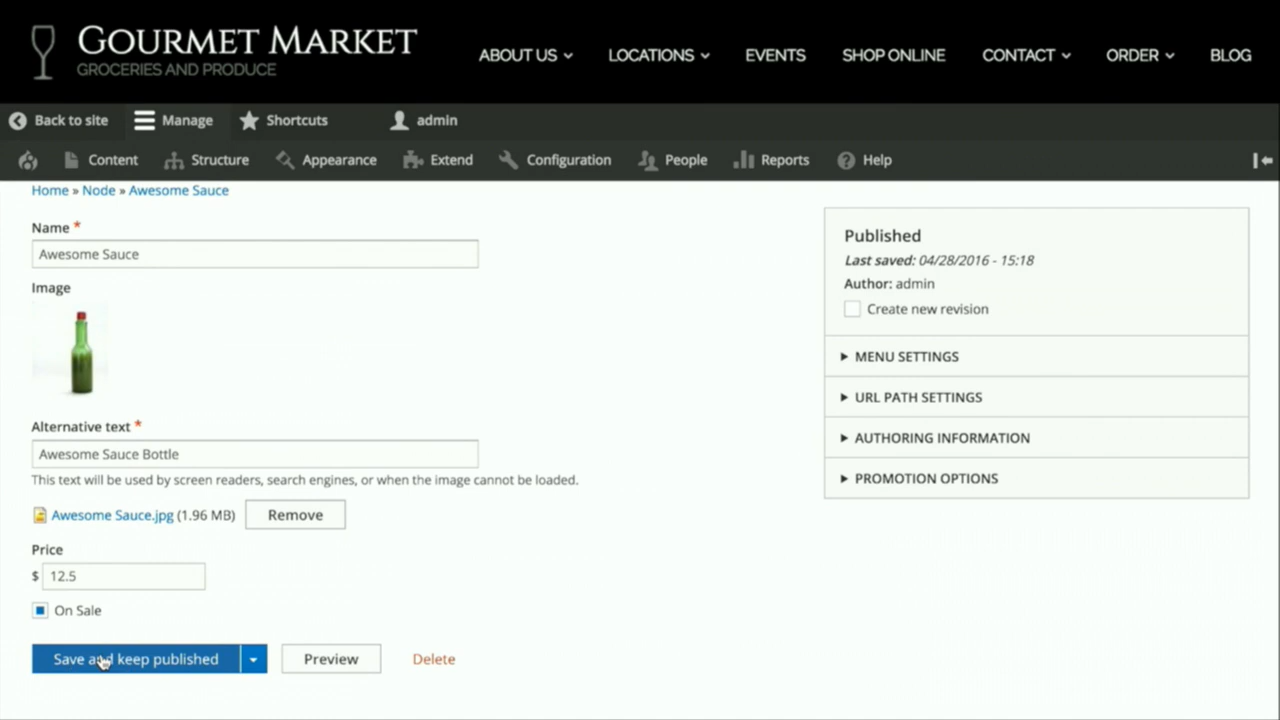 GOURMET MARKET
GROCERIES AND PRODUCE
ABOUT US LOCATIONS EVENTS SHOP ONLINE CONTACT ORDER BLOG
Back to site Manage Shortcuts admin
Content Structure Appearance Extend Configuration People Reports Help
Home » Node » Awesome Sauce
Name *
Awesome Sauce
Image
Alternative text *
Awesome Sauce Bottle
This text will be used by screen readers, search engines, or when the image cannot be loaded.
Awesome Sauce.jpg (1.96 MB) Remove
Price
$ 12.5
On Sale
Save and keep published Preview Delete
Published
Last saved: 04/28/2016 - 15:18
Author: admin
Create new revision
MENU SETTINGS
URL PATH SETTINGS
AUTHORING INFORMATION
PROMOTION OPTIONS